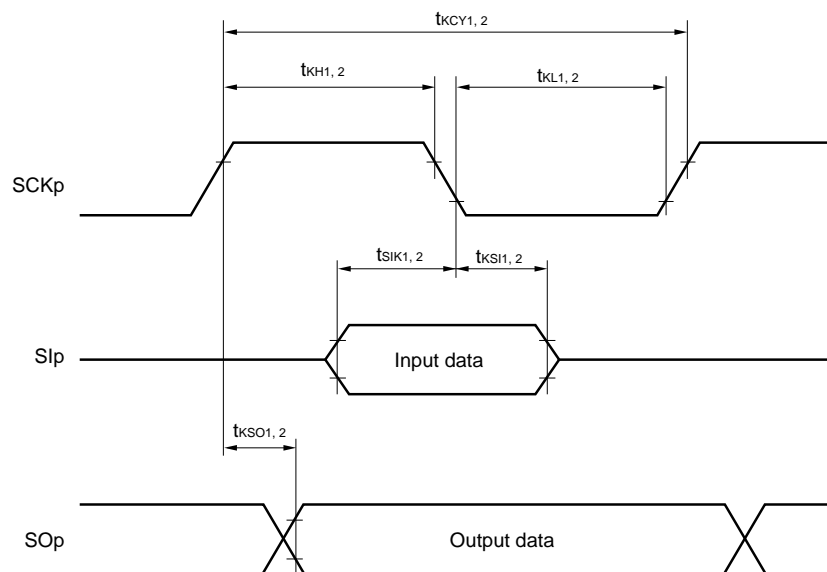 tKCY1, 2
tKH1, 2
tKL1, 2
SCKp
tSIK1, 2
tKSI1, 2
SIp
Input data
tKSO1, 2
SOp
Output data